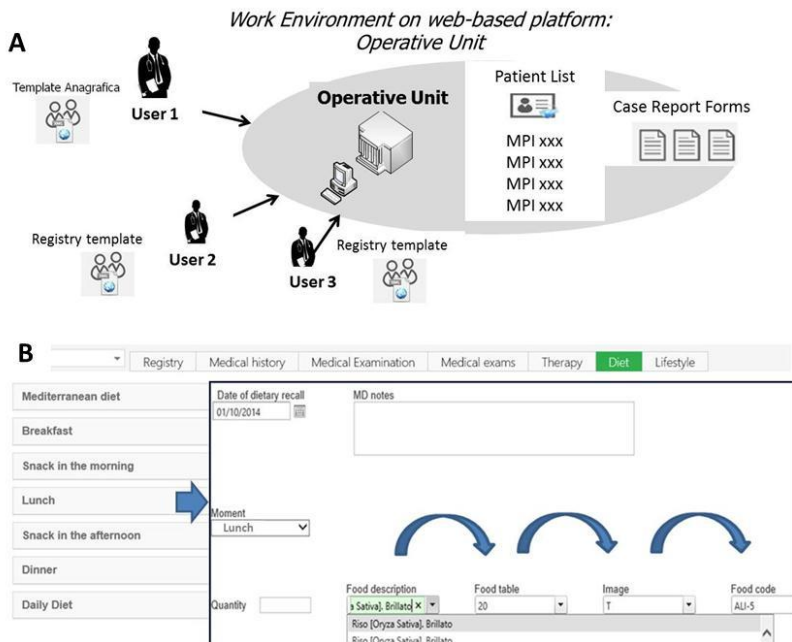 Work Environment on web-based platform:
Operative Unit
A
Template Anagrafica
User 1
Operative Unit
Patient List
MPI xxx
MPI xxx
MPI xxx
MPI xxx
Case Report Forms
Registry template
User 2
User 3
Registry template
B
Registry Medical history Medical Examination Medical exams Therapy Diet Lifestyle
Mediterranean diet
Breakfast
Snack in the morning
Lunch
Snack in the afternoon
Dinner
Daily Diet
Date of dietary recall MD notes
01/10/2014
Moment
Lunch
Food description Food table Image Food code
Quantity a Sativa]. Brillato x 20 T ALI-5
Riso [Oryza Sativa]. Brillato
Riso [Oryza Sativa]. Brillato